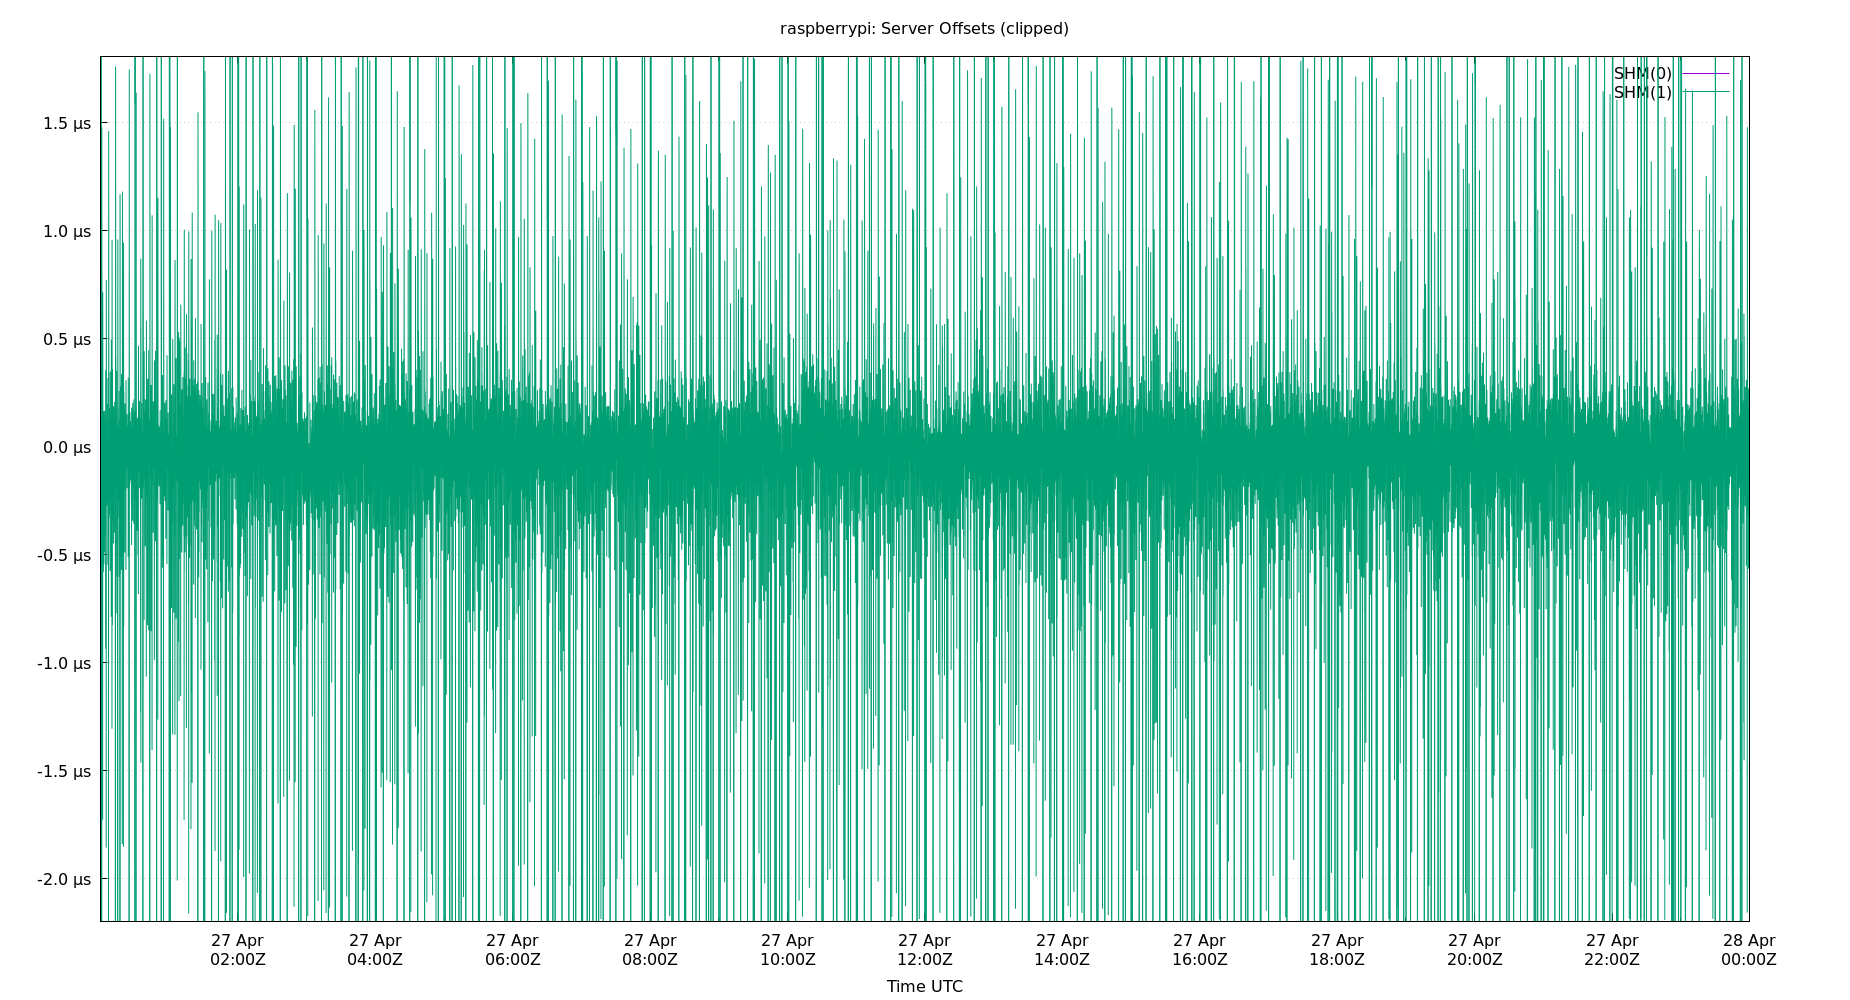 raspberrypi: Server Offsets (clipped)
SHM(0)
SHM(1)
1.5 µs
1.0 µs
0.5 µs
0.0 µs
-0.5 µs
-1.0 µs
-1.5 µs
-2.0 µs
27 Apr 27 Apr 27 Apr 27 Apr 27 Apr 27 Apr 27 Apr 27 Apr 27 Apr 27 Apr 27 Apr 28 Apr
02:00Z 04:00Z 06:00Z 08:00Z 10:00Z 12:00Z 14:00Z 16:00Z 18:00Z 20:00Z 22:00Z 00:00Z
Time UTC